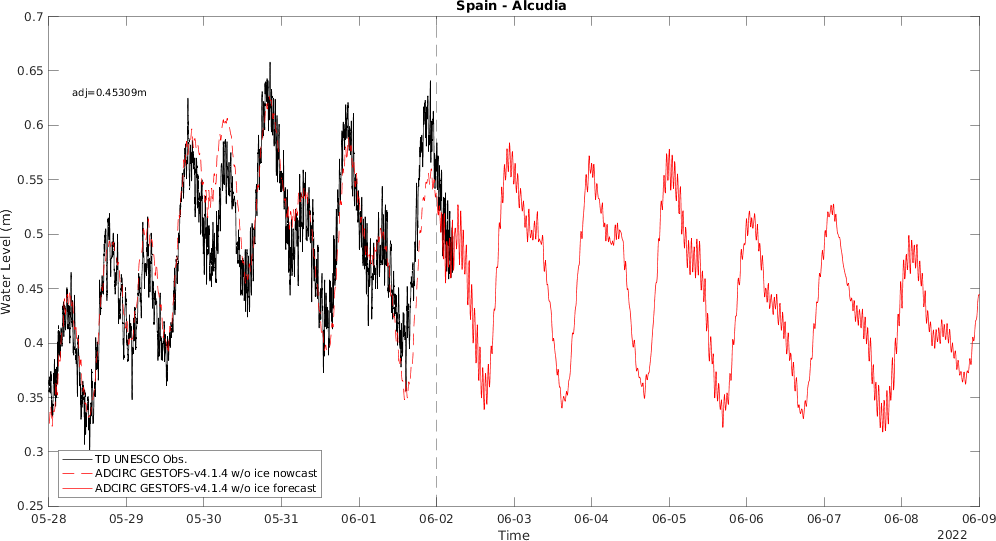 Spain - Alcudia
0.7
0.65
0.6
0.55
0.5
0.45
0.4
0.35
0.3
0.25
Water Level (m)
adj=0.45309m
TD UNESCO Obs.
ADCIRC GESTOFS-v4.1.4 w/o ice nowcast
ADCIRC GESTOFS-v4.1.4 w/o ice forecast
05-28 05-29 05-30 05-31 06-01 06-02 06-03 06-04 06-05 06-06 06-07 06-08 06-09
Time
2022